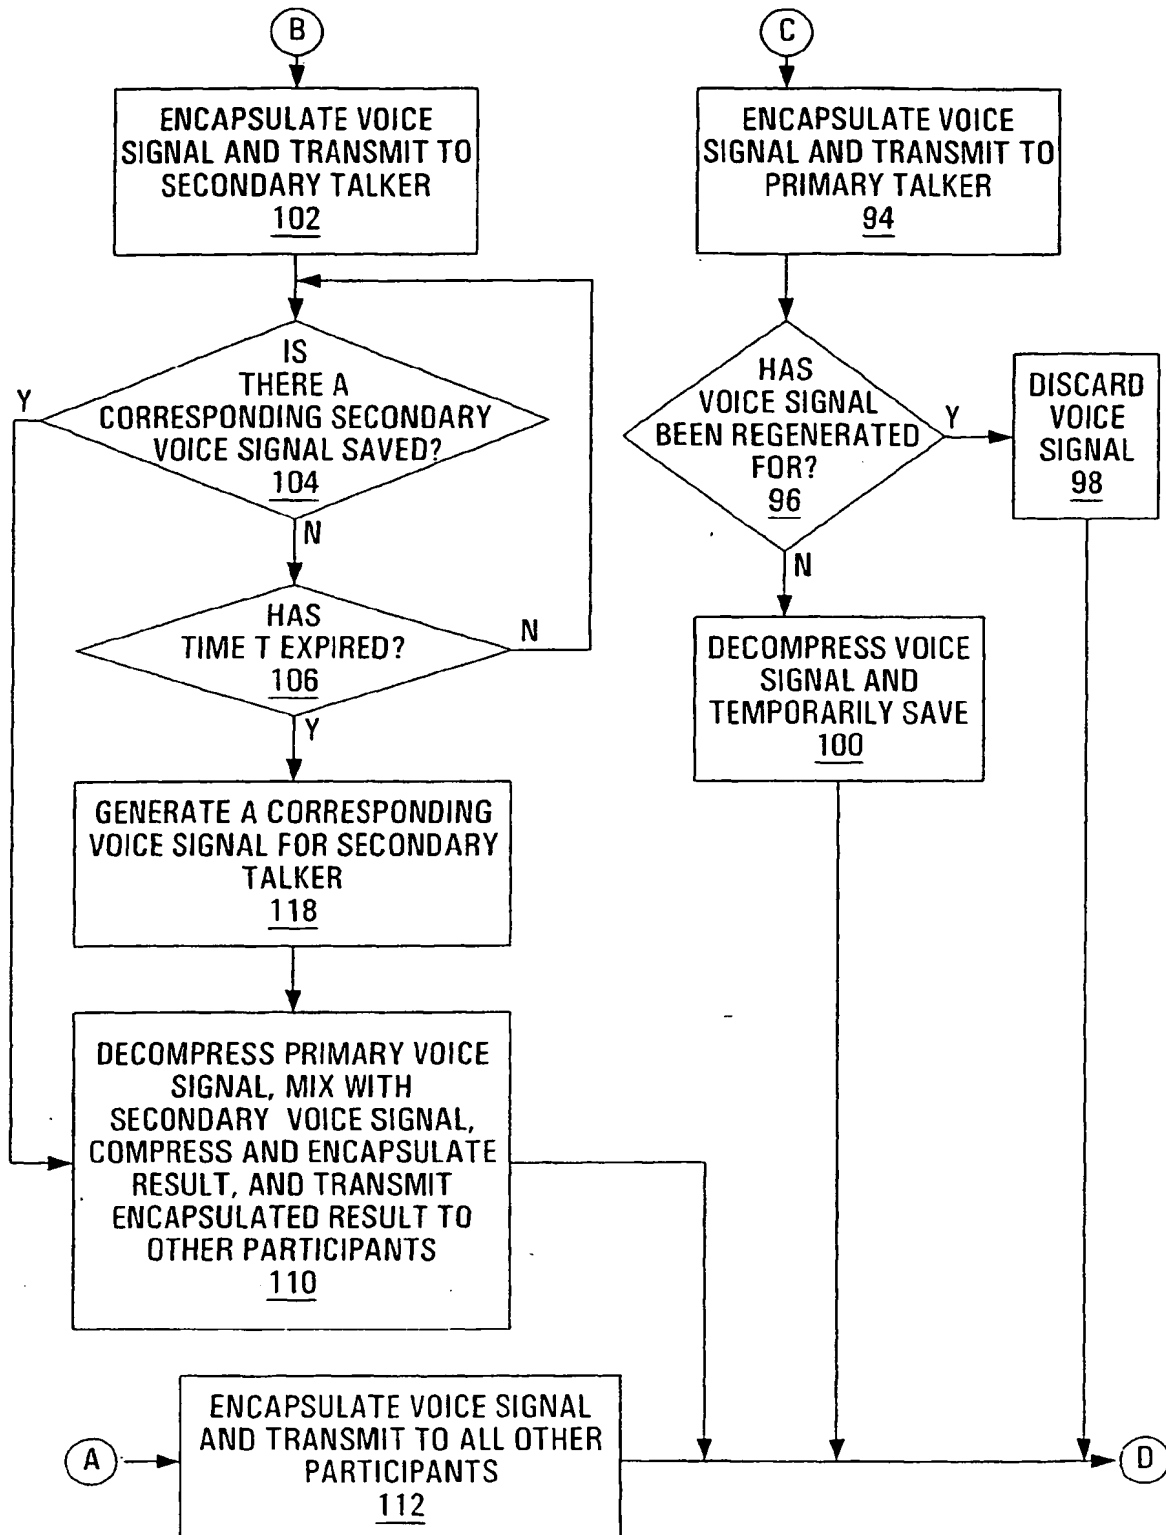 B
ENCAPSULATE VOICE
SIGNAL AND TRANSMIT TO
SECONDARY TALKER
102
IS
THERE A
CORRESPONDING SECONDARY
VOICE SIGNAL SAVED?
104
Y
N
HAS
TIME T EXPIRED?
106
N
Y
GENERATE A CORRESPONDING
VOICE SIGNAL FOR SECONDARY
TALKER
118
DECOMPRESS PRIMARY VOICE
SIGNAL, MIX WITH
SECONDARY VOICE SIGNAL,
COMPRESS AND ENCAPSULATE
RESULT, AND TRANSMIT
ENCAPSULATED RESULT TO
OTHER PARTICIPANTS
110
C
ENCAPSULATE VOICE
SIGNAL AND TRANSMIT TO
PRIMARY TALKER
94
HAS
VOICE SIGNAL
BEEN REGENERATED
FOR?
96
Y
DISCARD
VOICE
SIGNAL
98
N
DECOMPRESS VOICE
SIGNAL AND
TEMPORARILY SAVE
100
A
ENCAPSULATE VOICE SIGNAL
AND TRANSMIT TO ALL OTHER
PARTICIPANTS
112
D